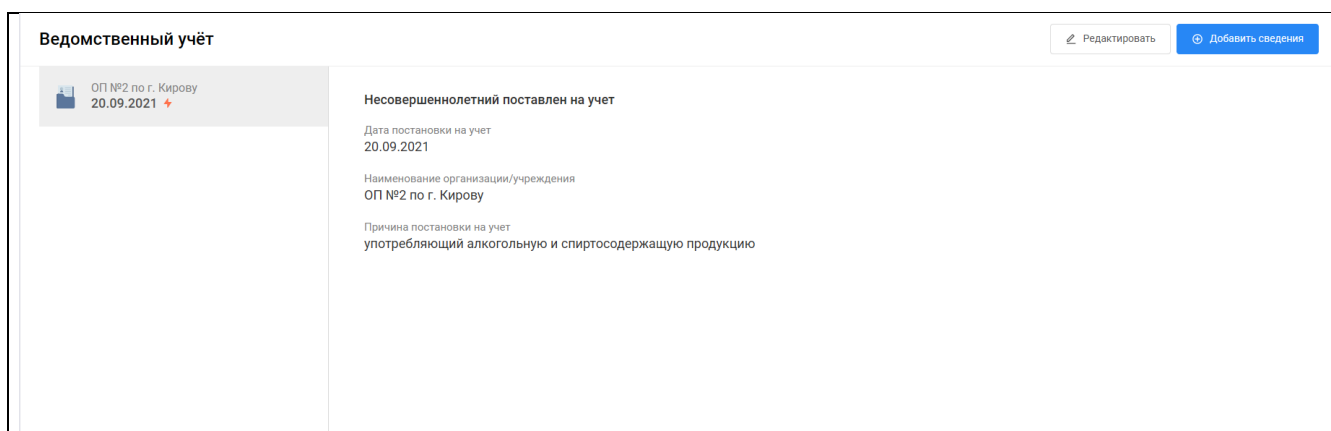 Ведомственный учёт
Редактировать
Добавить сведения
ОП №2 по г. Кирову
20.09.2021
Несовершеннолетний поставлен на учет
Дата постановки на учет
20.09.2021
Наименование организации/учреждения
ОП №2 по г. Кирову
Причина постановки на учет
употребляющий алкогольную и спиртосодержащую продукцию